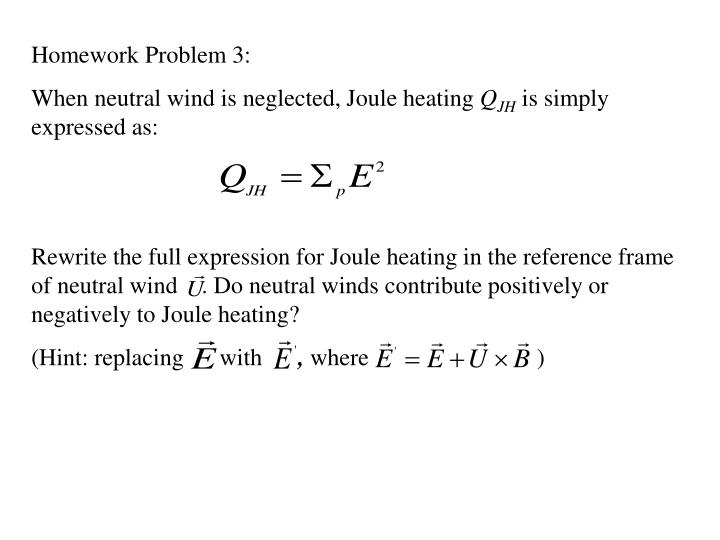 Homework Problem 3:
When neutral wind is neglected, Joule heating Q_JH is simply
expressed as:
Q_JH = Σ_p E²
Rewrite the full expression for Joule heating in the reference frame
of neutral wind U⃗. Do neutral winds contribute positively or
negatively to Joule heating?
(Hint: replacing E⃗ with E⃗', where E⃗' = E⃗ + U⃗ × B⃗ )